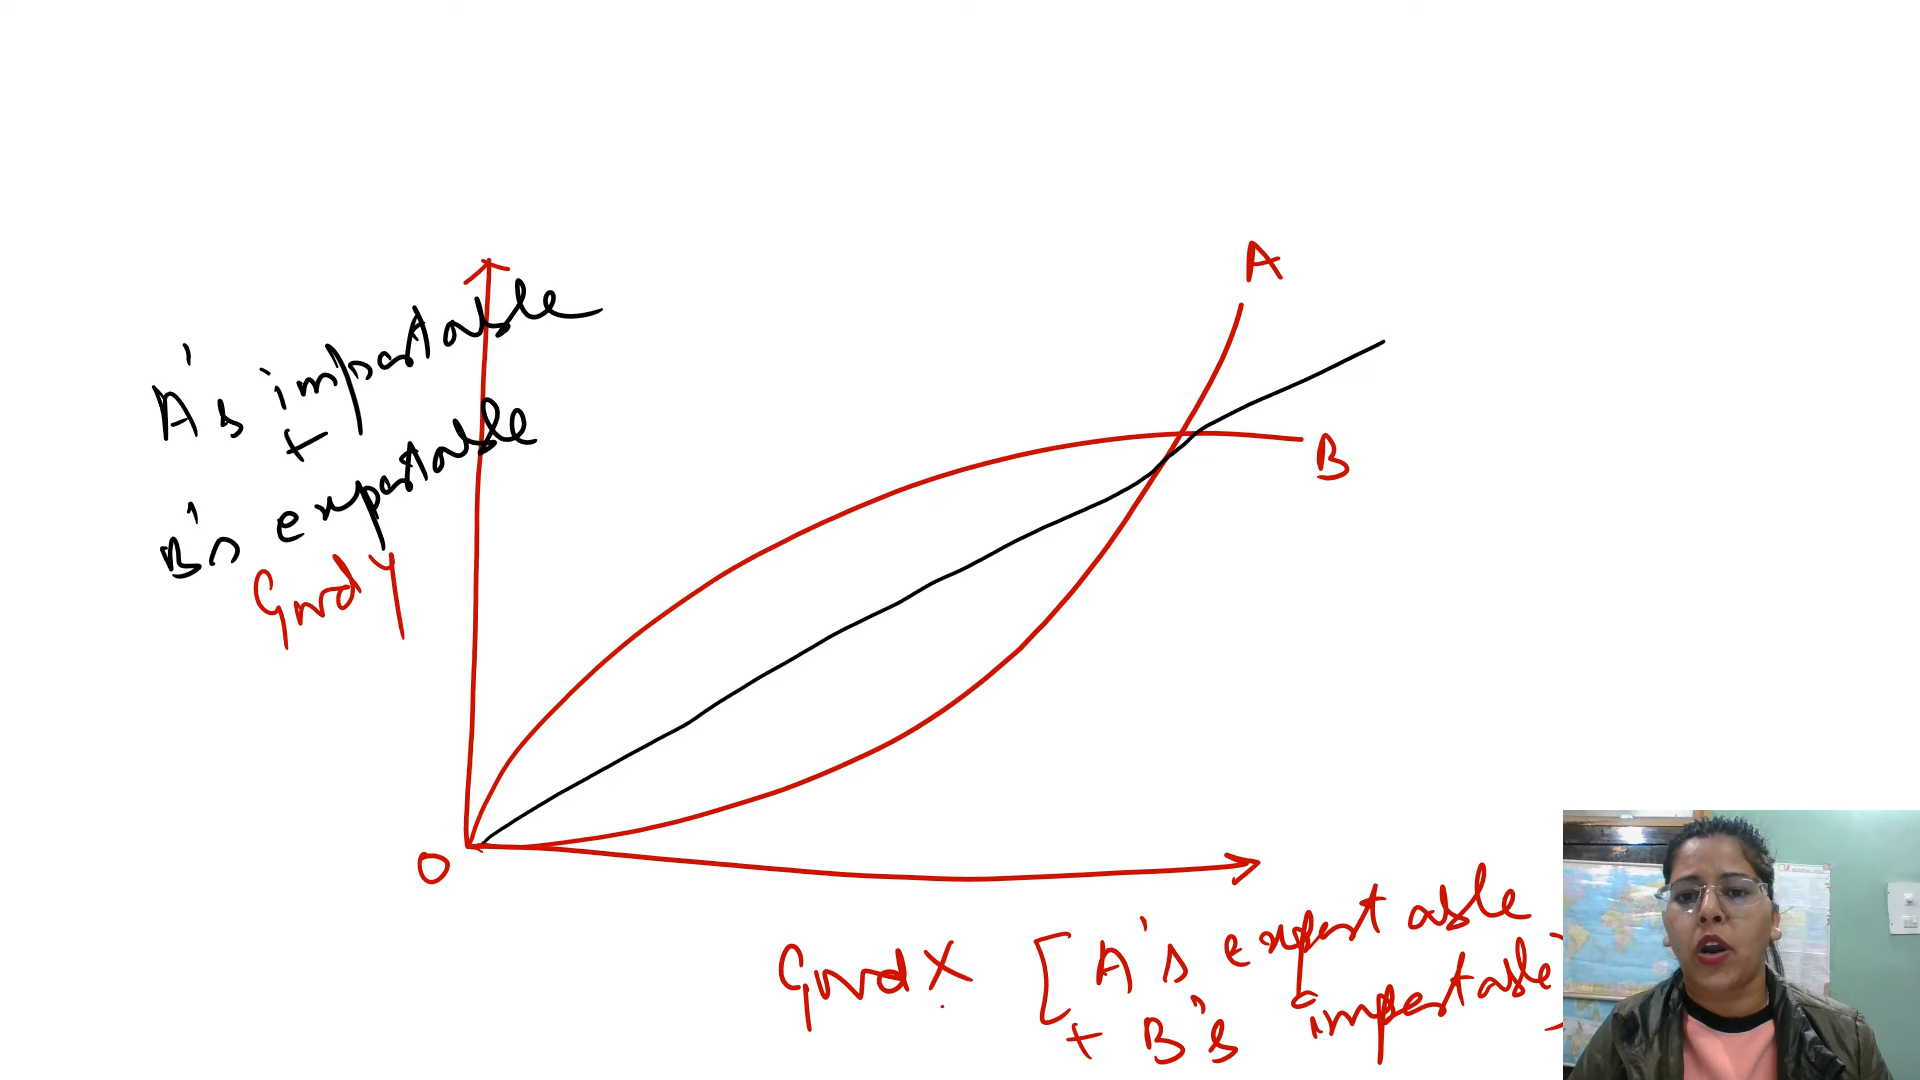 A
A's importable
+
B's exportable
Good Y
B
O
Good X [A's exportable
+ B's importable]